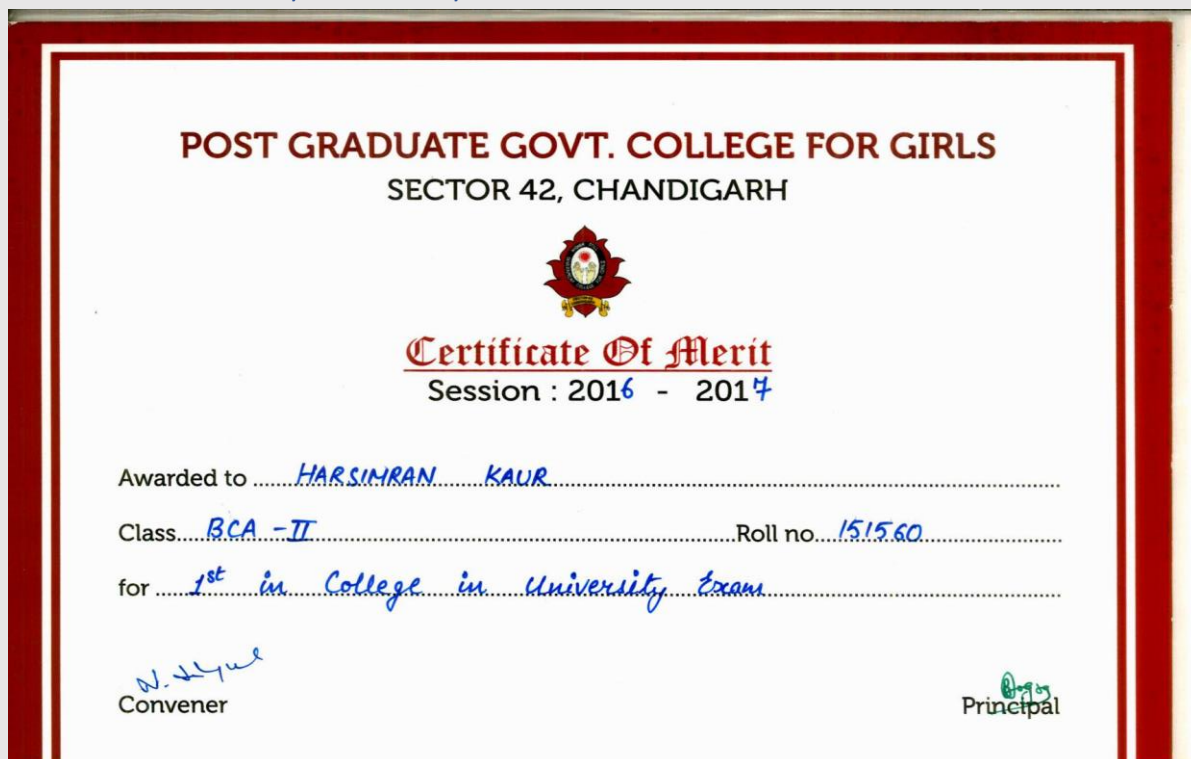 POST GRADUATE GOVT. COLLEGE FOR GIRLS
SECTOR 42, CHANDIGARH
Certificate Of Merit
Session : 2016 - 2017
Awarded to HARSIMRAN KAUR
Class BCA - II Roll no. 151560
for 1st in College in University Exam
Convener Principal